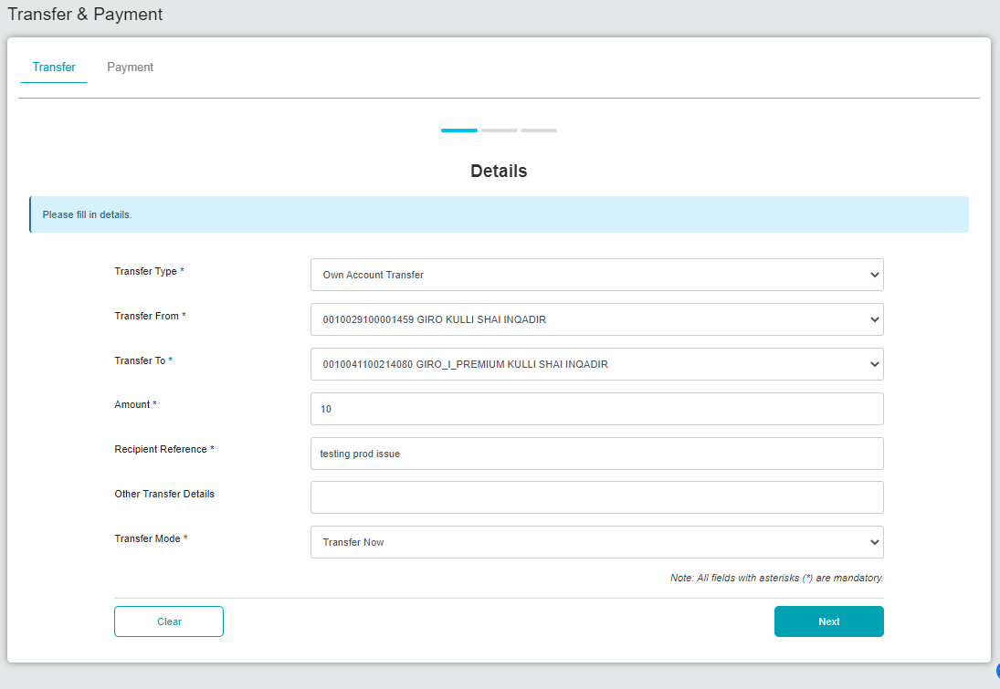 Transfer & Payment
Transfer Payment
Details
Please fill in details.
Transfer Type * Own Account Transfer
Transfer From * 0010029100001459 GIRO KULLI SHAI INQADIR
Transfer To * 0010041100214080 GIRO_I_PREMIUM KULLI SHAI INQADIR
Amount * 10
Recipient Reference * testing prod issue
Other Transfer Details
Transfer Mode * Transfer Now
Note: All fields with asterisks (*) are mandatory.
Clear Next